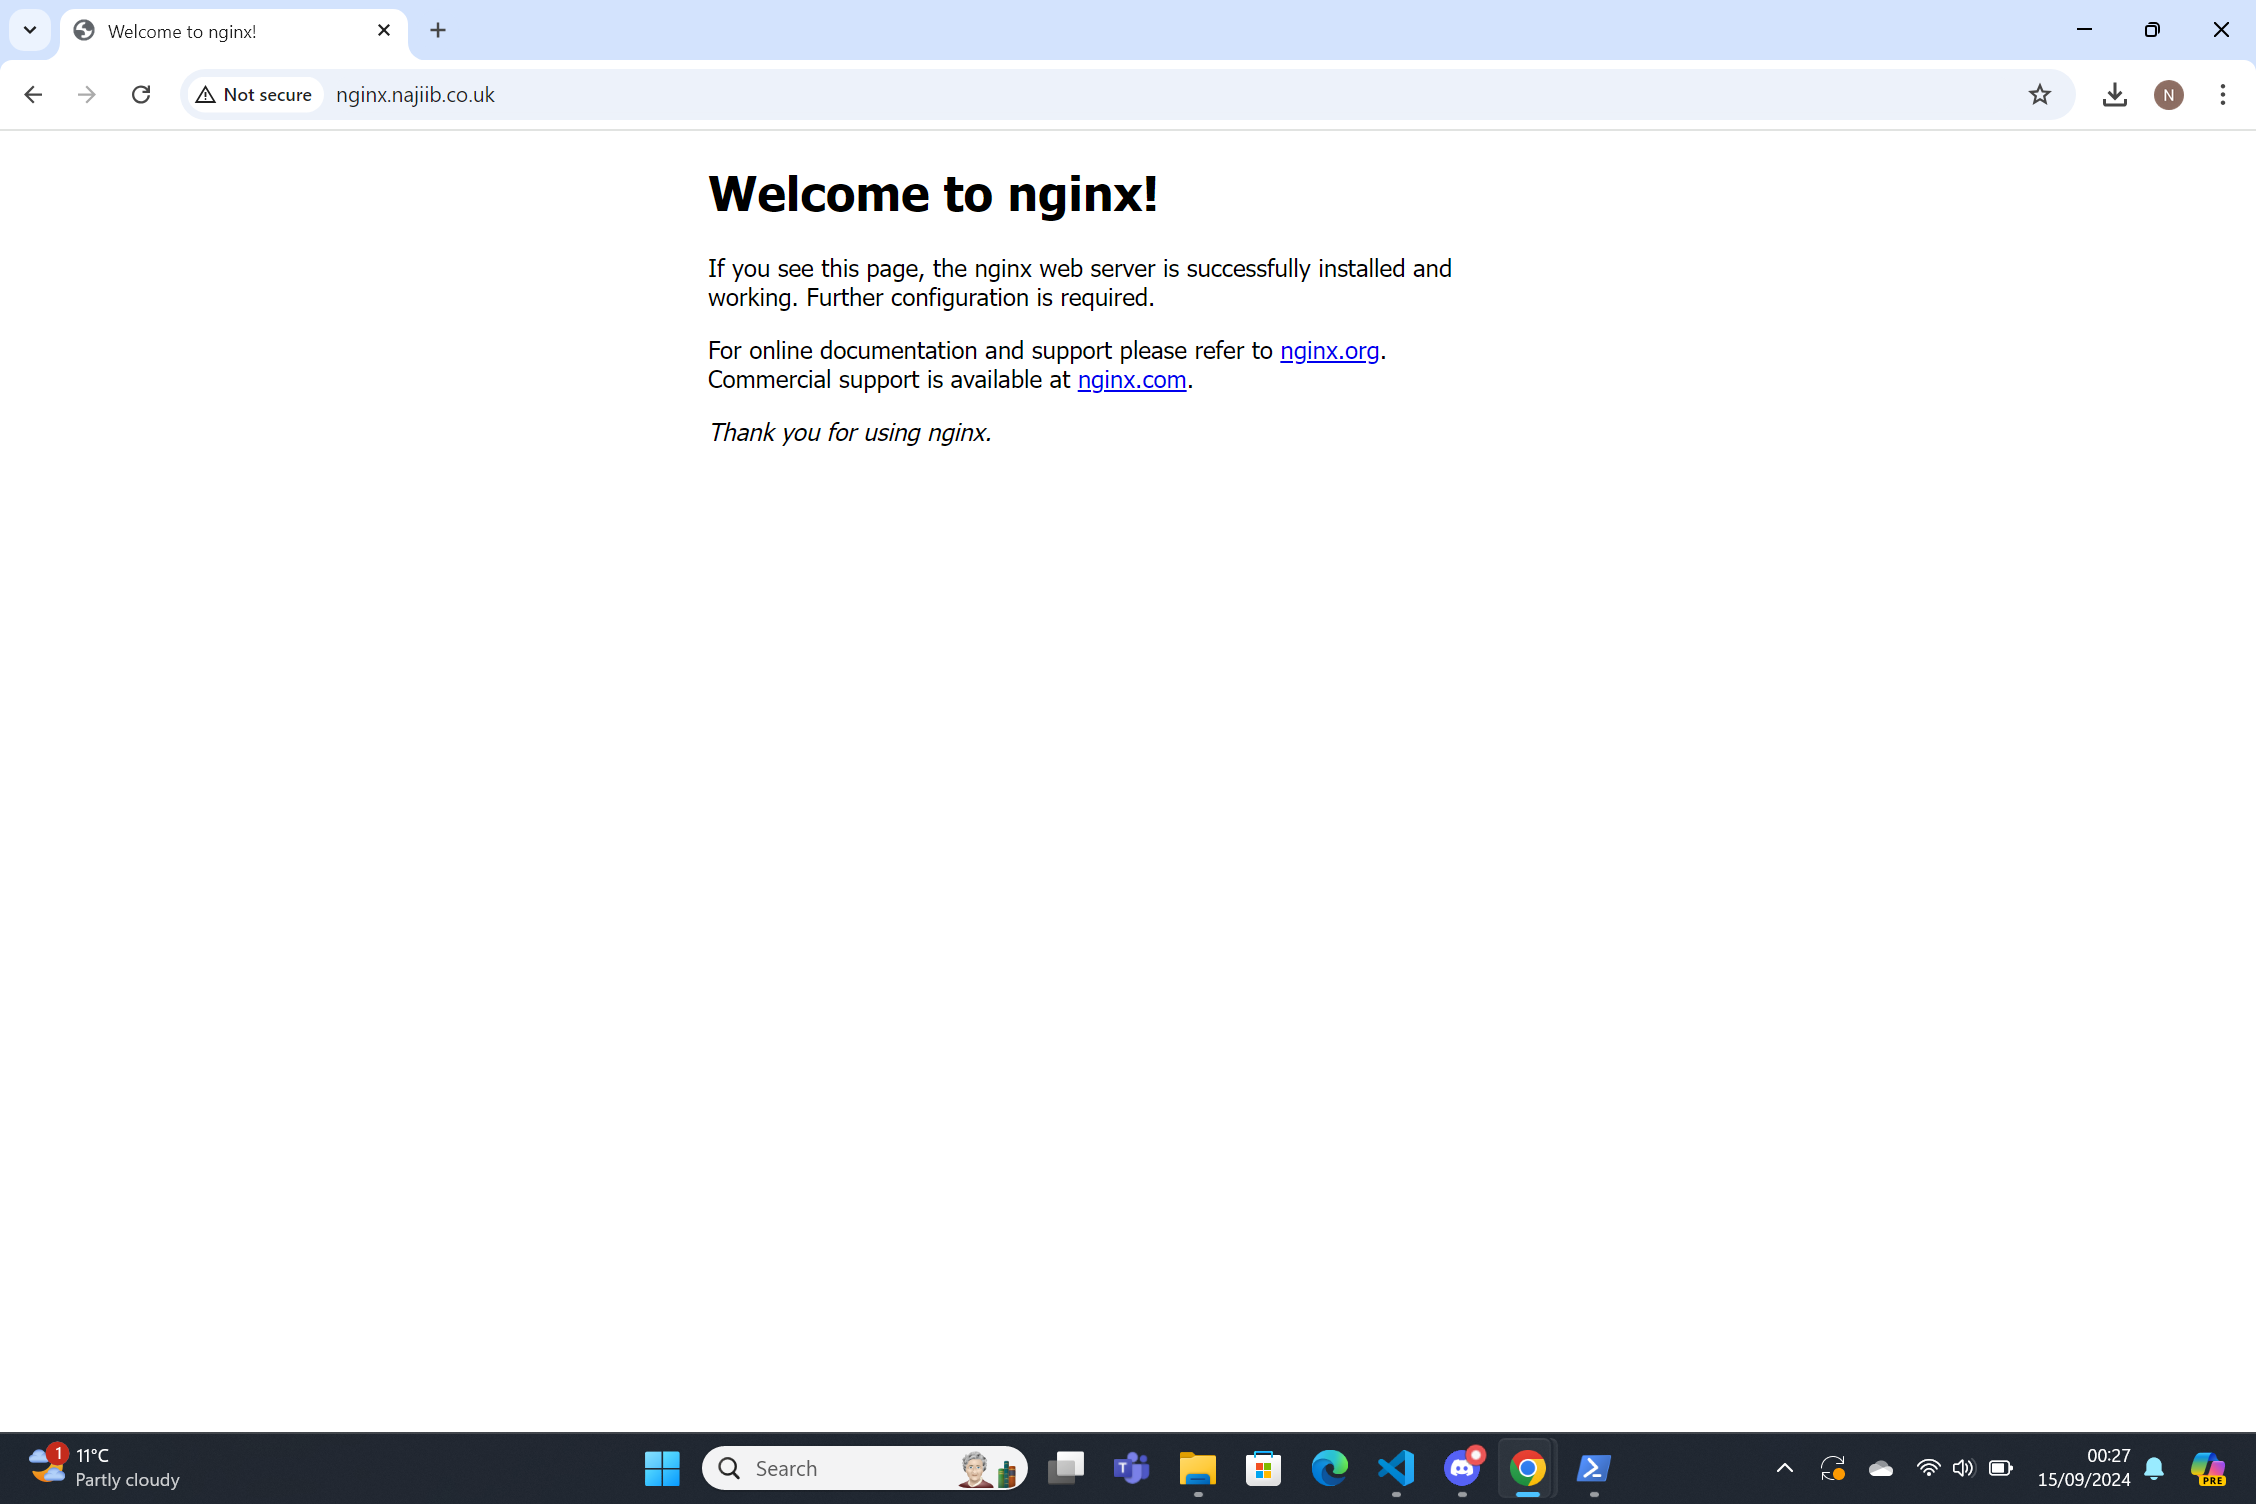 Welcome to nginx!
Not secure
nginx.najiib.co.uk
N
Welcome to nginx!
If you see this page, the nginx web server is successfully installed and
working. Further configuration is required.
For online documentation and support please refer to nginx.org.
Commercial support is available at nginx.com.
Thank you for using nginx.
1
11°C
Partly cloudy
Search
T
00:27
15/09/2024
PRE